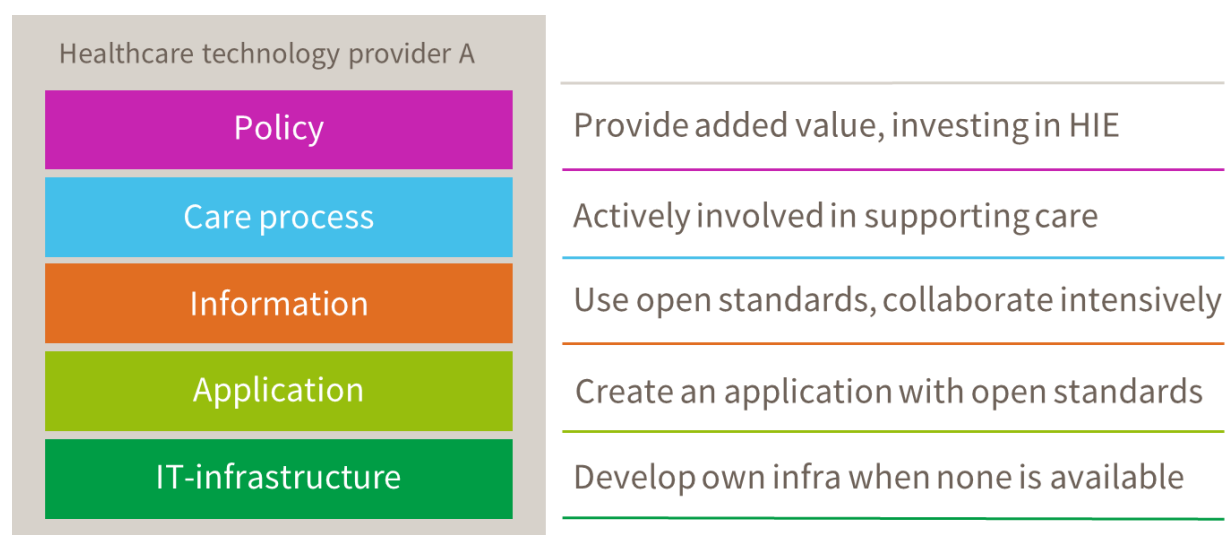 Healthcare technology provider A
Policy
Provide added value, investing in HIE
Care process
Actively involved in supporting care
Information
Use open standards, collaborate intensively
Application
Create an application with open standards
IT-infrastructure
Develop own infra when none is available